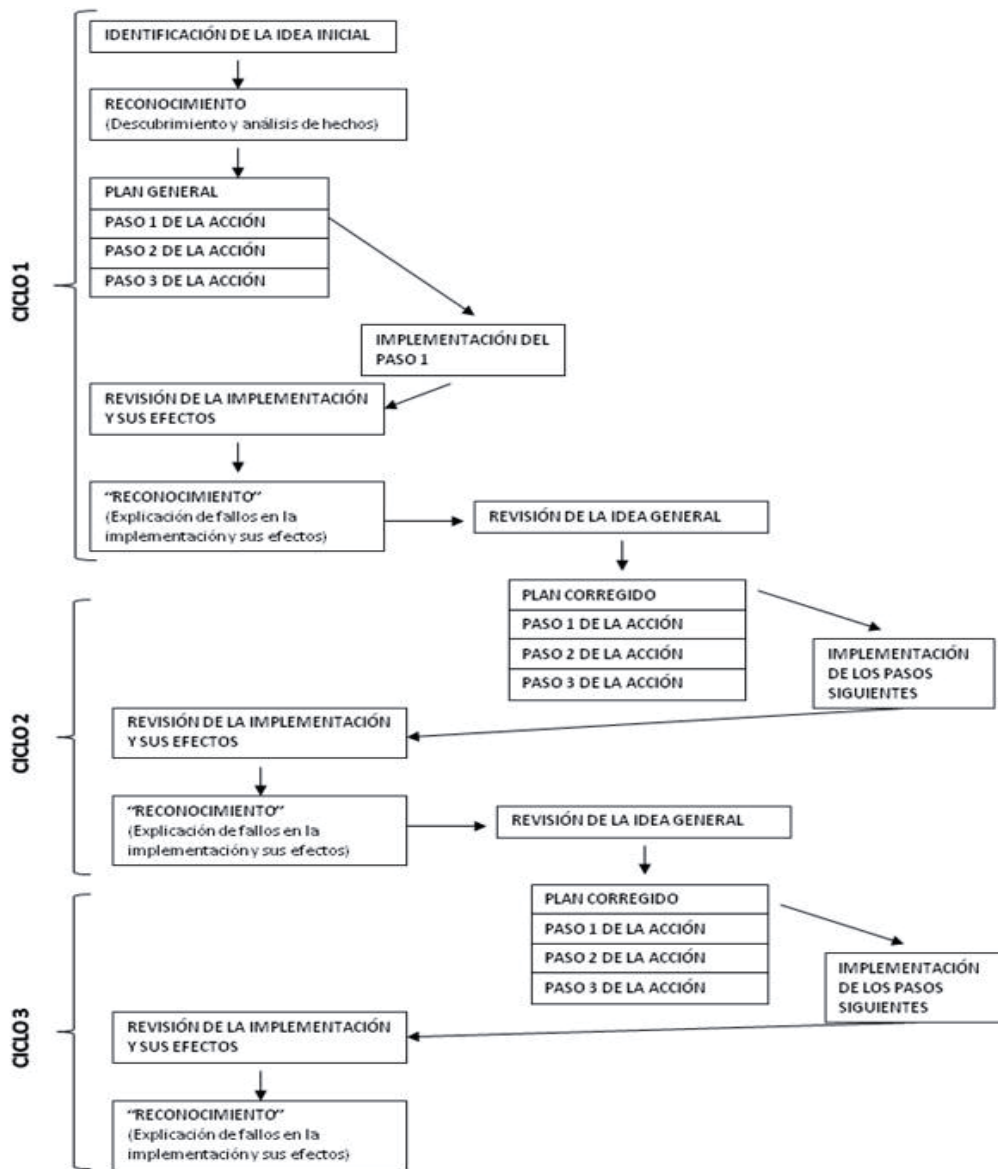 CICLO 1
IDENTIFICACIÓN DE LA IDEA INICIAL
RECONOCIMIENTO
(Descubrimiento y análisis de hechos)
PLAN GENERAL
PASO 1 DE LA ACCIÓN
PASO 2 DE LA ACCIÓN
PASO 3 DE LA ACCIÓN
IMPLEMENTACIÓN DEL
PASO 1
REVISIÓN DE LA IMPLEMENTACIÓN
Y SUS EFECTOS
“RECONOCIMIENTO”
(Explicación de fallos en la
implementación y sus efectos)
REVISIÓN DE LA IDEA GENERAL
CICLO 2
PLAN CORREGIDO
PASO 1 DE LA ACCIÓN
PASO 2 DE LA ACCIÓN
PASO 3 DE LA ACCIÓN
IMPLEMENTACIÓN
DE LOS PASOS
SIGUIENTES
REVISIÓN DE LA IMPLEMENTACIÓN
Y SUS EFECTOS
“RECONOCIMIENTO”
(Explicación de fallos en la
implementación y sus efectos)
REVISIÓN DE LA IDEA GENERAL
CICLO 3
PLAN CORREGIDO
PASO 1 DE LA ACCIÓN
PASO 2 DE LA ACCIÓN
PASO 3 DE LA ACCIÓN
IMPLEMENTACIÓN
DE LOS PASOS
SIGUIENTES
REVISIÓN DE LA IMPLEMENTACIÓN
Y SUS EFECTOS
“RECONOCIMIENTO”
(Explicación de fallos en la
implementación y sus efectos)